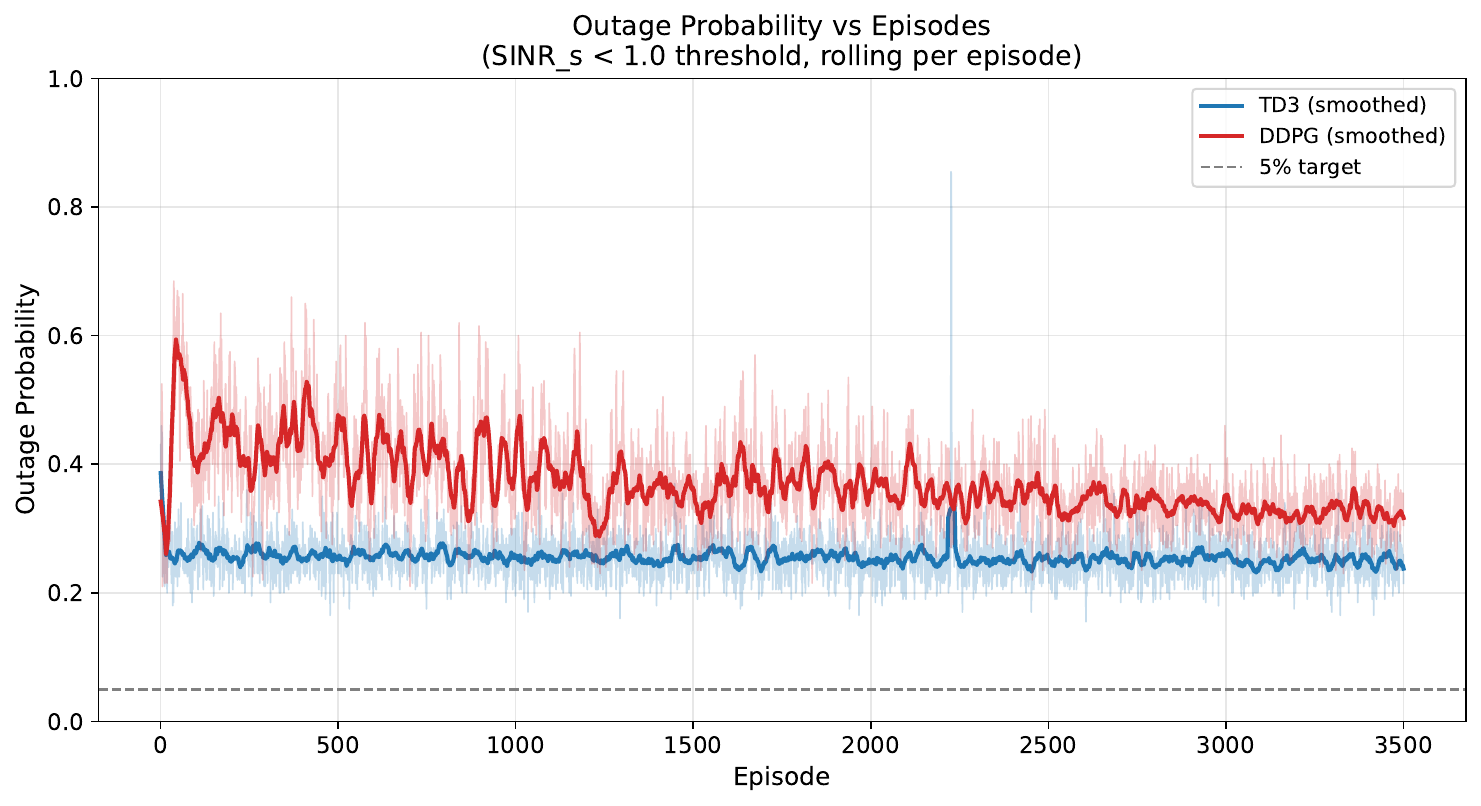 Outage Probability vs Episodes
(SINR_s < 1.0 threshold, rolling per episode)
1.0
0.8
0.6
0.4
0.2
0.0
Outage Probability
TD3 (smoothed)
DDPG (smoothed)
5% target
0 500 1000 1500 2000 2500 3000 3500
Episode